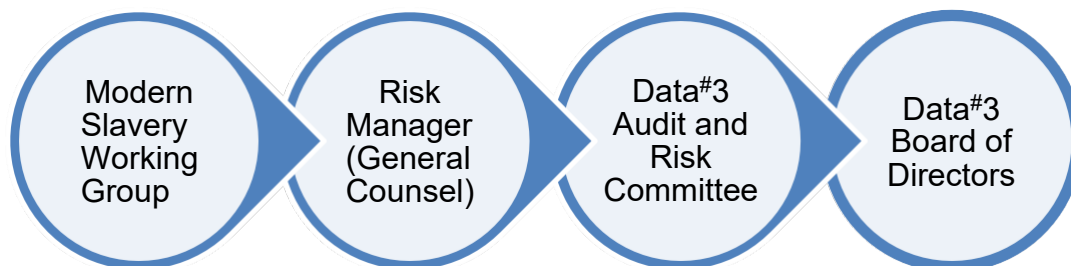 Modern
Slavery
Working
Group
Risk
Manager
(General
Counsel)
Data#3
Audit and
Risk
Committee
Data#3
Board of
Directors